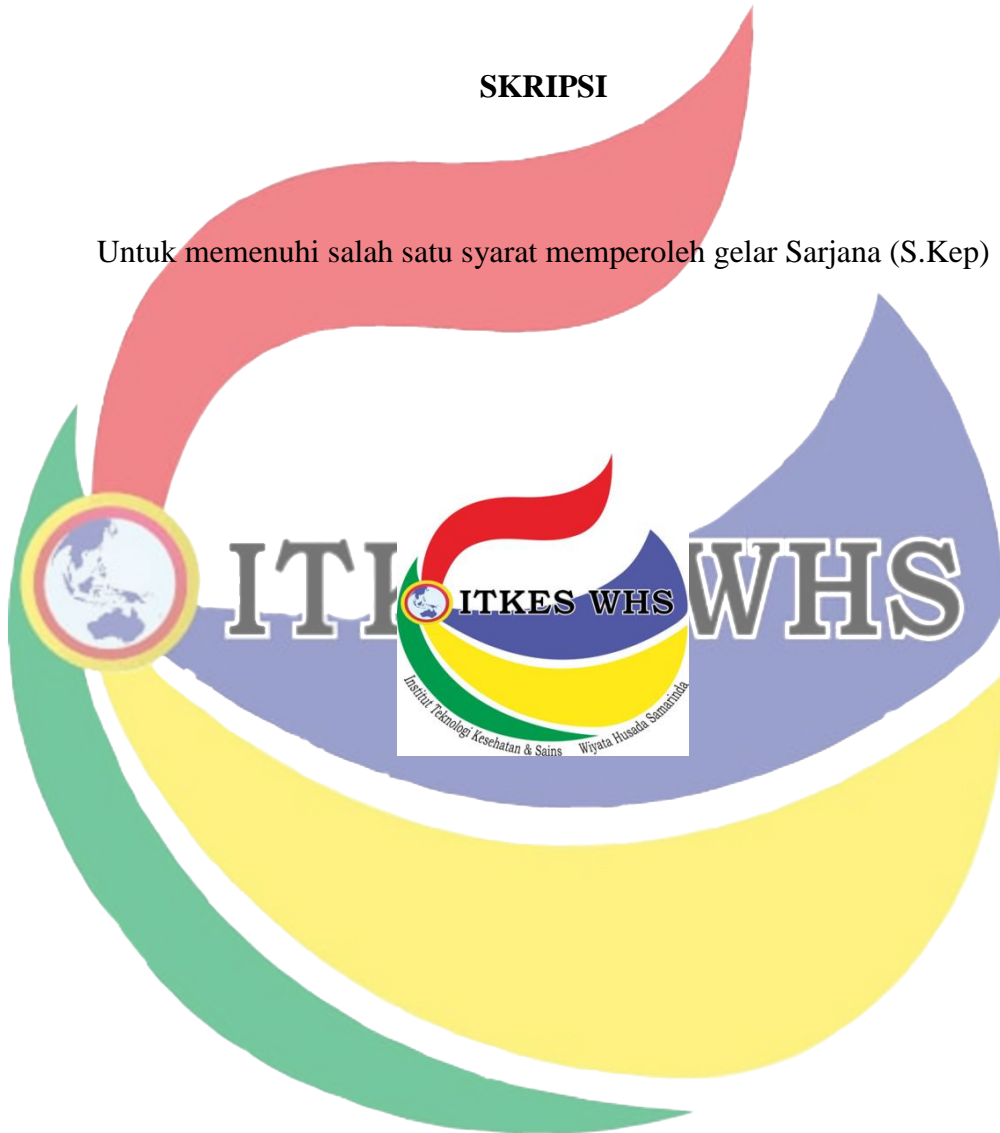 SKRIPSI
Untuk memenuhi salah satu syarat memperoleh gelar Sarjana (S.Kep)
ITKES WHS
ITKES WHS
Institut Teknologi Kesehatan & Sains Wiyata Husada Samarinda